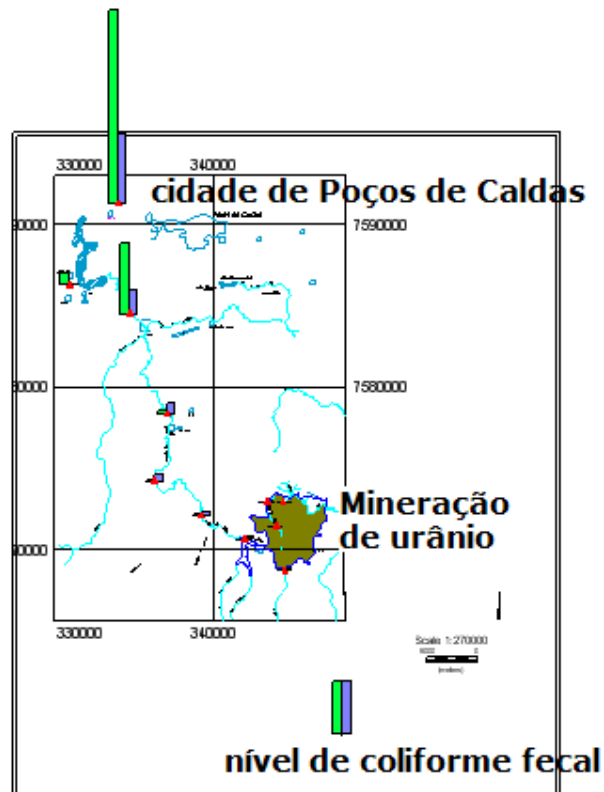 330000 340000
cidade de Poços de Caldas
7590000
7580000
Mineração
de urânio
330000 340000
Scale 1:270000
nível de coliforme fecal